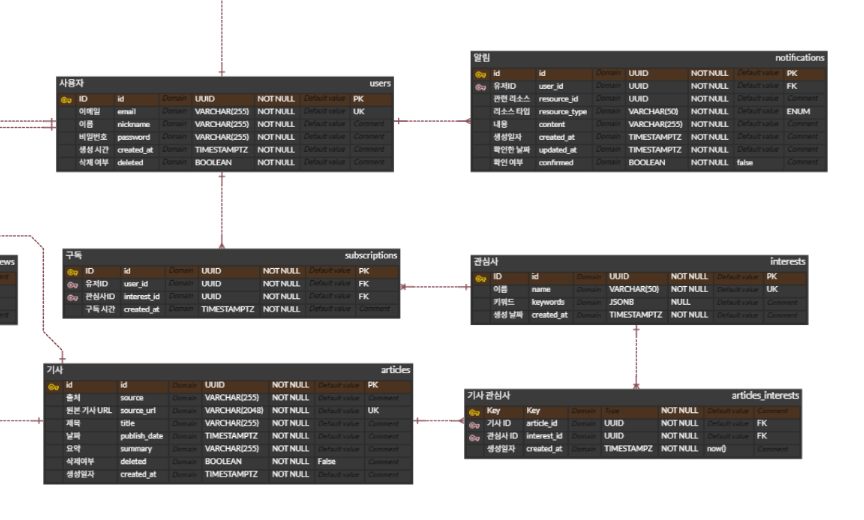 사용자 users
ID id Domain UUID NOT NULL Default value PK
이메일 email Domain VARCHAR(255) NOT NULL Default value UK
이름 nickname Domain VARCHAR(255) NOT NULL Default value Comment
비밀번호 password Domain VARCHAR(255) NOT NULL Default value Comment
생성 시간 created_at Domain TIMESTAMPTZ NOT NULL Default value Comment
삭제 여부 deleted Domain BOOLEAN NOT NULL Default value Comment
알림 notifications
id id Domain UUID NOT NULL Default value PK
유저ID user_id Domain UUID NOT NULL Default value FK
관련 리소스 resource_id Domain UUID NOT NULL Default value Comment
리소스 타입 resource_type Domain VARCHAR(50) NOT NULL Default value ENUM
내용 content Domain VARCHAR(255) NOT NULL Default value Comment
생성일자 created_at Domain TIMESTAMPTZ NOT NULL Default value Comment
확인한 날짜 updated_at Domain TIMESTAMPTZ NOT NULL Default value Comment
확인 여부 confirmed Domain BOOLEAN NOT NULL false Comment
ews
구독 subscriptions
ID id Domain UUID NOT NULL Default value PK
유저ID user_id Domain UUID NOT NULL Default value FK
관심사ID interest_id Domain UUID NOT NULL Default value FK
구독 시간 created_at Domain TIMESTAMPTZ NOT NULL Default value Comment
관심사 interests
ID id Domain UUID NOT NULL Default value PK
이름 name Domain VARCHAR(50) NOT NULL Default value UK
키워드 keywords Domain JSONB NULL Default value Comment
생성 날짜 created_at Domain TIMESTAMPTZ NOT NULL Default value Comment
기사 articles
id id Domain UUID NOT NULL Default value PK
출처 source Domain VARCHAR(255) NOT NULL Default value Comment
원본 기사 URL source_url Domain VARCHAR(2048) NOT NULL Default value UK
제목 title Domain VARCHAR(255) NOT NULL Default value Comment
날짜 publish_date Domain TIMESTAMPTZ NOT NULL Default value Comment
요약 summary Domain VARCHAR(255) NOT NULL Default value Comment
삭제여부 deleted Domain BOOLEAN NOT NULL False Comment
생성일자 created_at Domain TIMESTAMPTZ NOT NULL Default value Comment
기사 관심사 articles_interests
Key Key Domain Type NOT NULL Default value Comment
기사 ID article_id Domain UUID NOT NULL Default value FK
관심사 ID interest_id Domain UUID NOT NULL Default value FK
생성일자 created_at Domain TIMESTAMPZ NOT NULL now() Comment